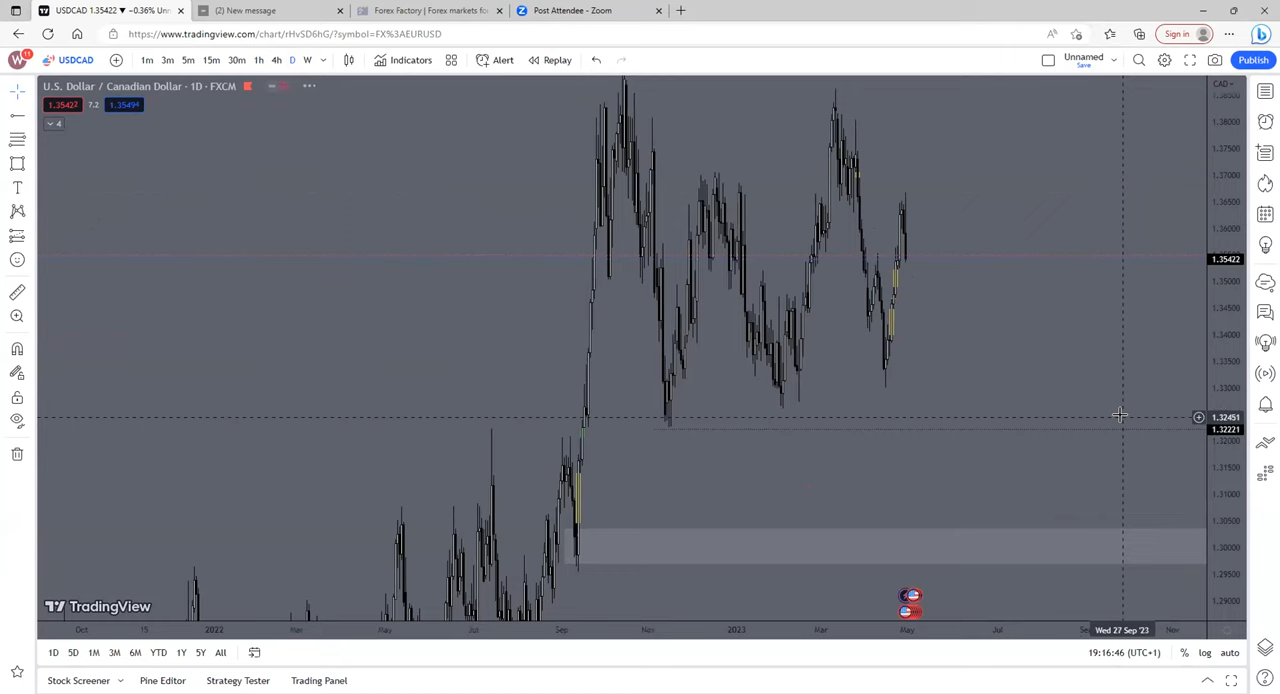 USDCAD 1.35422 ▼ −0.36% Unn
(2) New message
Forex Factory | Forex markets fo
Post Attendee - Zoom
https://www.tradingview.com/chart/rHvSD6hG/?symbol=FX%3AEURUSD
Sign in
W
11
USDCAD
1m 3m 5m 15m 30m 1h 4h D W
Indicators
Alert
Replay
Unnamed
Save
Publish
U.S. Dollar / Canadian Dollar · 1D · FXCM
CAD
1.35422 7.2 1.35494
4
1.38500
1.38000
1.37500
1.37000
1.36500
1.36000
1.35422
1.35000
1.34500
1.34000
1.33500
1.33000
1.32451
1.32221
1.32000
1.31500
1.31000
1.30500
1.30000
1.29500
1.29000
TradingView
Oct 15 2022 Mar May Jul Sep Nov 2023 Mar May Jul Se Wed 27 Sep '23 Nov
1D 5D 1M 3M 6M YTD 1Y 5Y All
19:16:46 (UTC+1) % log auto
Stock Screener Pine Editor Strategy Tester Trading Panel